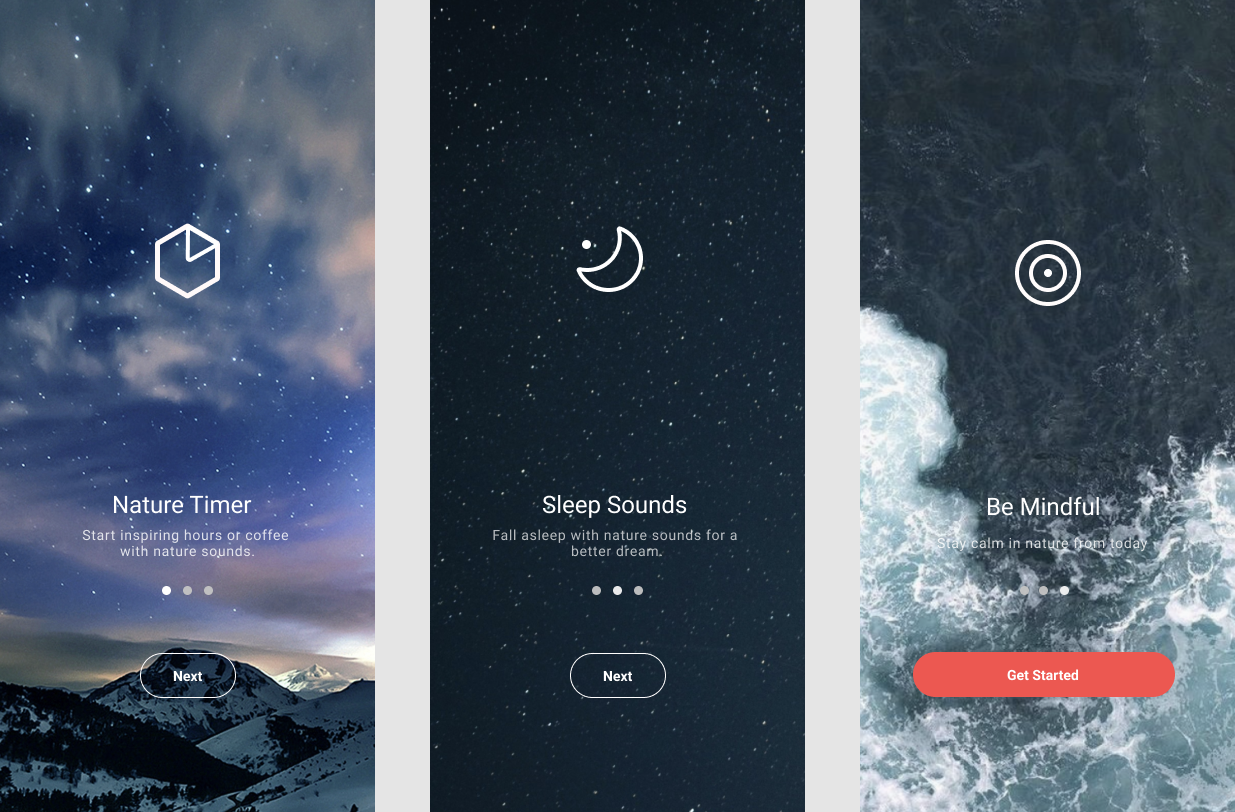 Nature Timer
Start inspiring hours or coffee
with nature sounds.
Next
Sleep Sounds
Fall asleep with nature sounds for a
better dream.
Next
Be Mindful
Stay calm in nature from today
Get Started